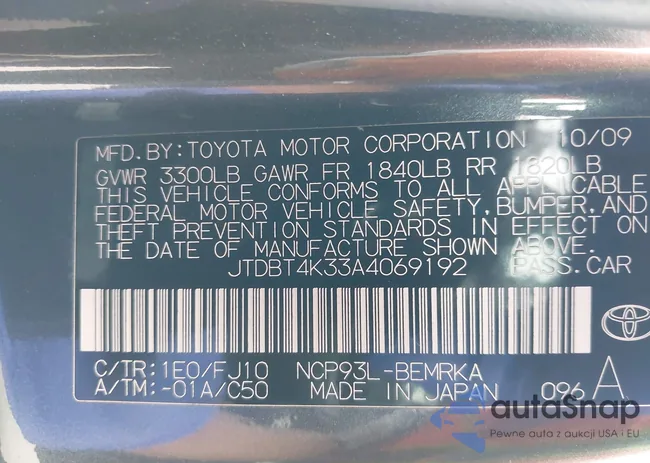 MFD.BY:TOYOTA MOTOR CORPORATION 10/09
GVWR 3300LB GAWR FR 1840LB RR 1820LB
THIS VEHICLE CONFORMS TO ALL APPLICABLE
FEDERAL MOTOR VEHICLE SAFETY,BUMPER,AND
THEFT PREVENTION STANDARDS IN EFFECT ON
THE DATE OF MANUFACTURE SHOWN ABOVE.
JTDBT4K33A4069192 PASS.CAR
C/TR:1E0/FJ10 NCP93L-BEMRKA
A/TM:-01A/C50 MADE IN JAPAN 096 A
autoSnap
Pewne auta z aukcji USA i EU